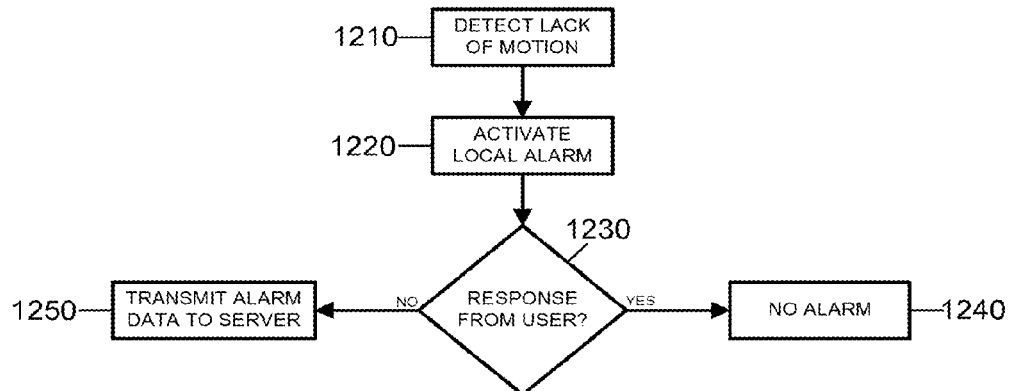 1210
DETECT LACK
OF MOTION
1220
ACTIVATE
LOCAL ALARM
1230
1250
TRANSMIT ALARM
DATA TO SERVER
NO
RESPONSE
FROM USER?
YES
NO ALARM
1240